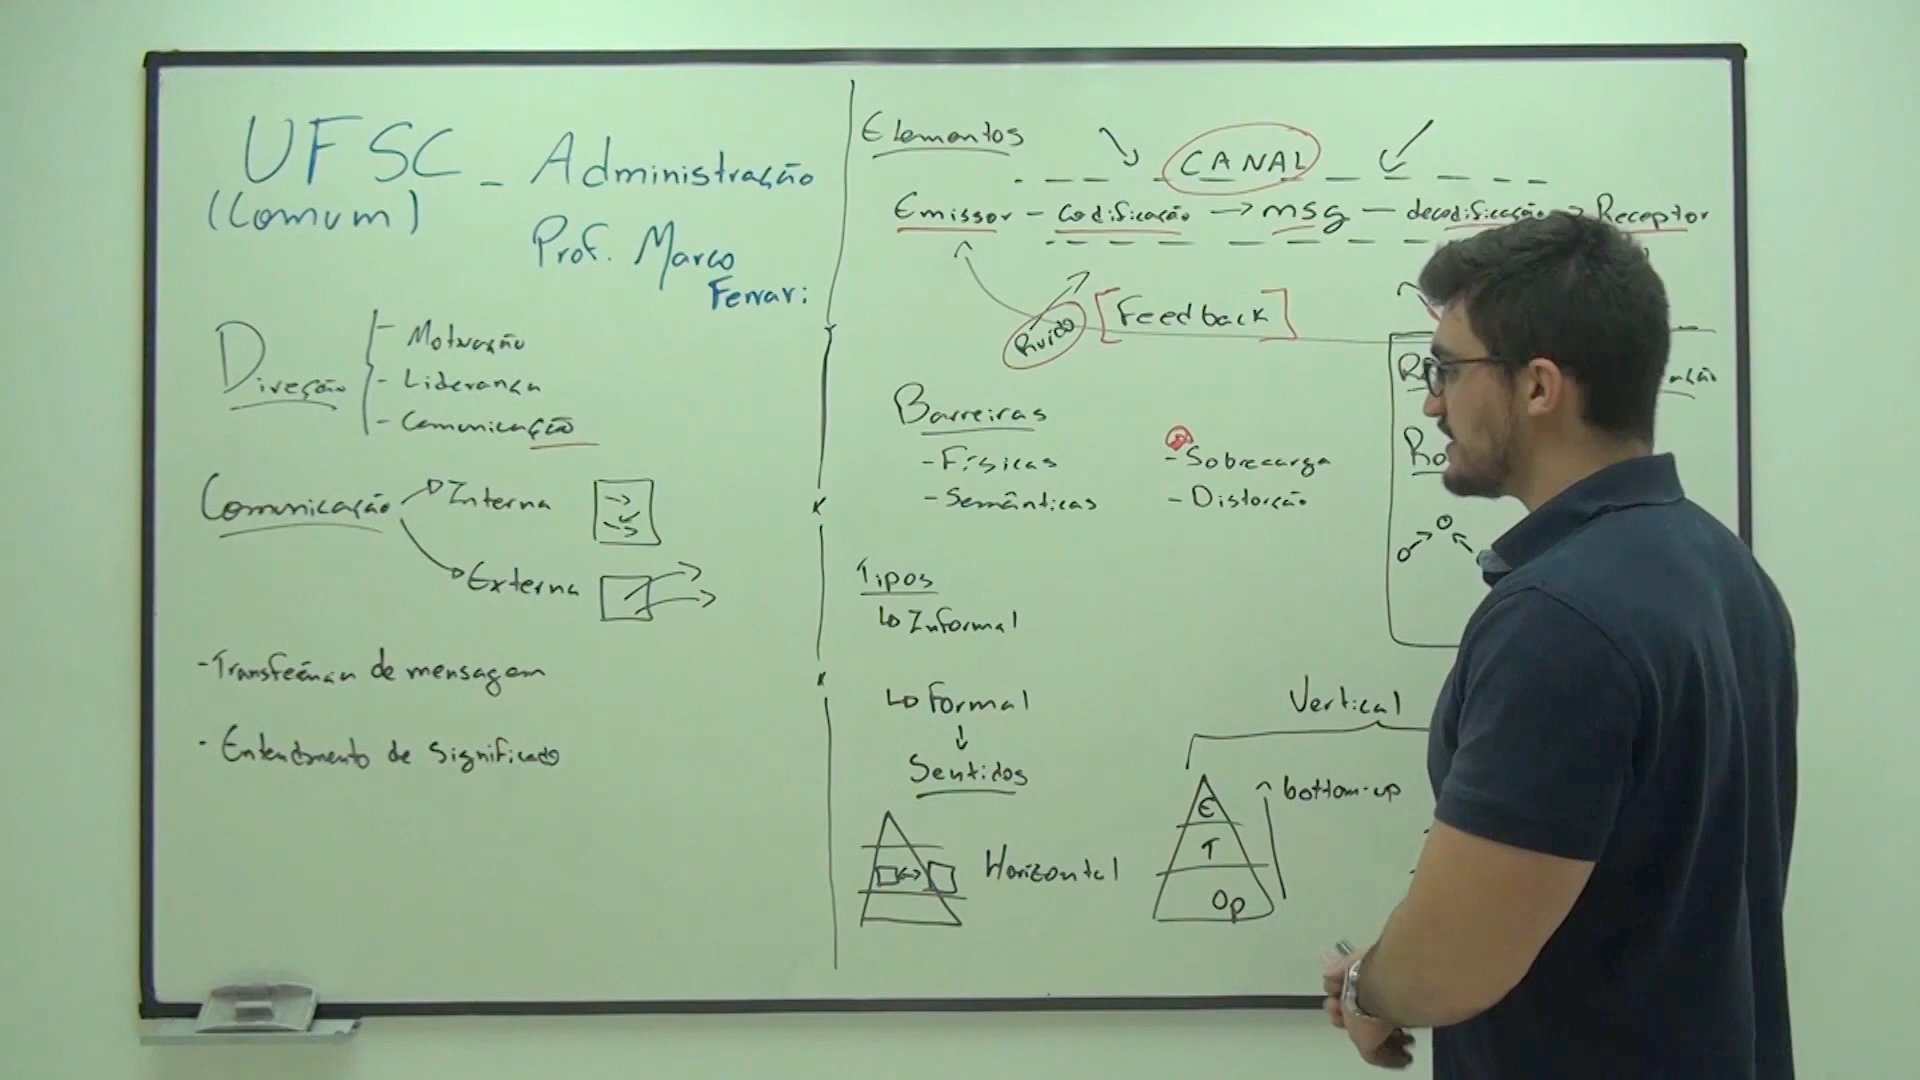 UFSC - Administração
(Comum)
Prof. Marco
Ferrari
Direção
- Motivação
- Liderança
- Comunicação
Comunicação
Interna
Externa
- Transferência de mensagem
- Entendimento de significado
Elementos
CANAL
Emissor - Codificação → msg - decodificação → Receptor
Ruído
[Feedback]
Barreiras
- Físicas
- Semânticas
- Sobrecarga
- Distorção
Tipos
↳ Informal
↳ Formal
↓
Sentidos
Horizontal
Vertical
E
T
Op
bottom-up